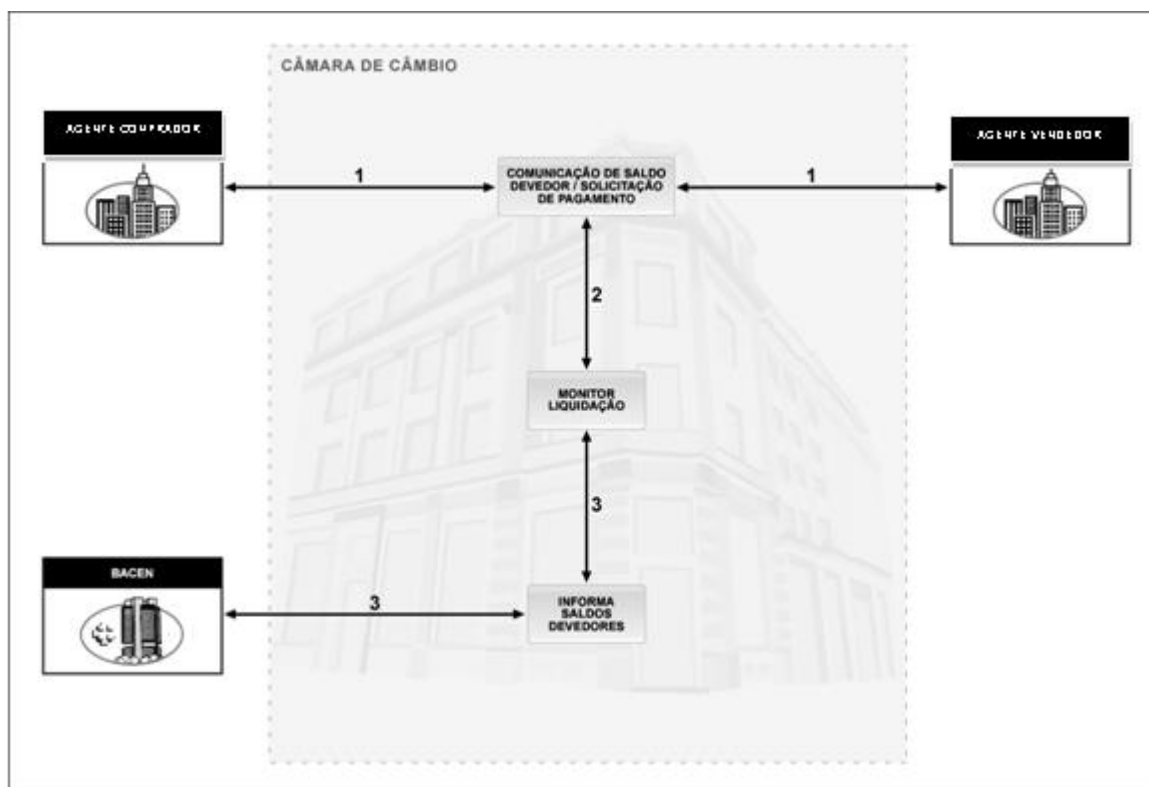 CÂMARA DE CÂMBIO
AGENTE COMPRADOR
AGENTE VENDEDOR
1
COMUNICAÇÃO DE SALDO
DEVEDOR / SOLICITAÇÃO
DE PAGAMENTO
1
2
MONITOR
LIQUIDAÇÃO
3
BACEN
3
INFORMA
SALDOS
DEVEDORES